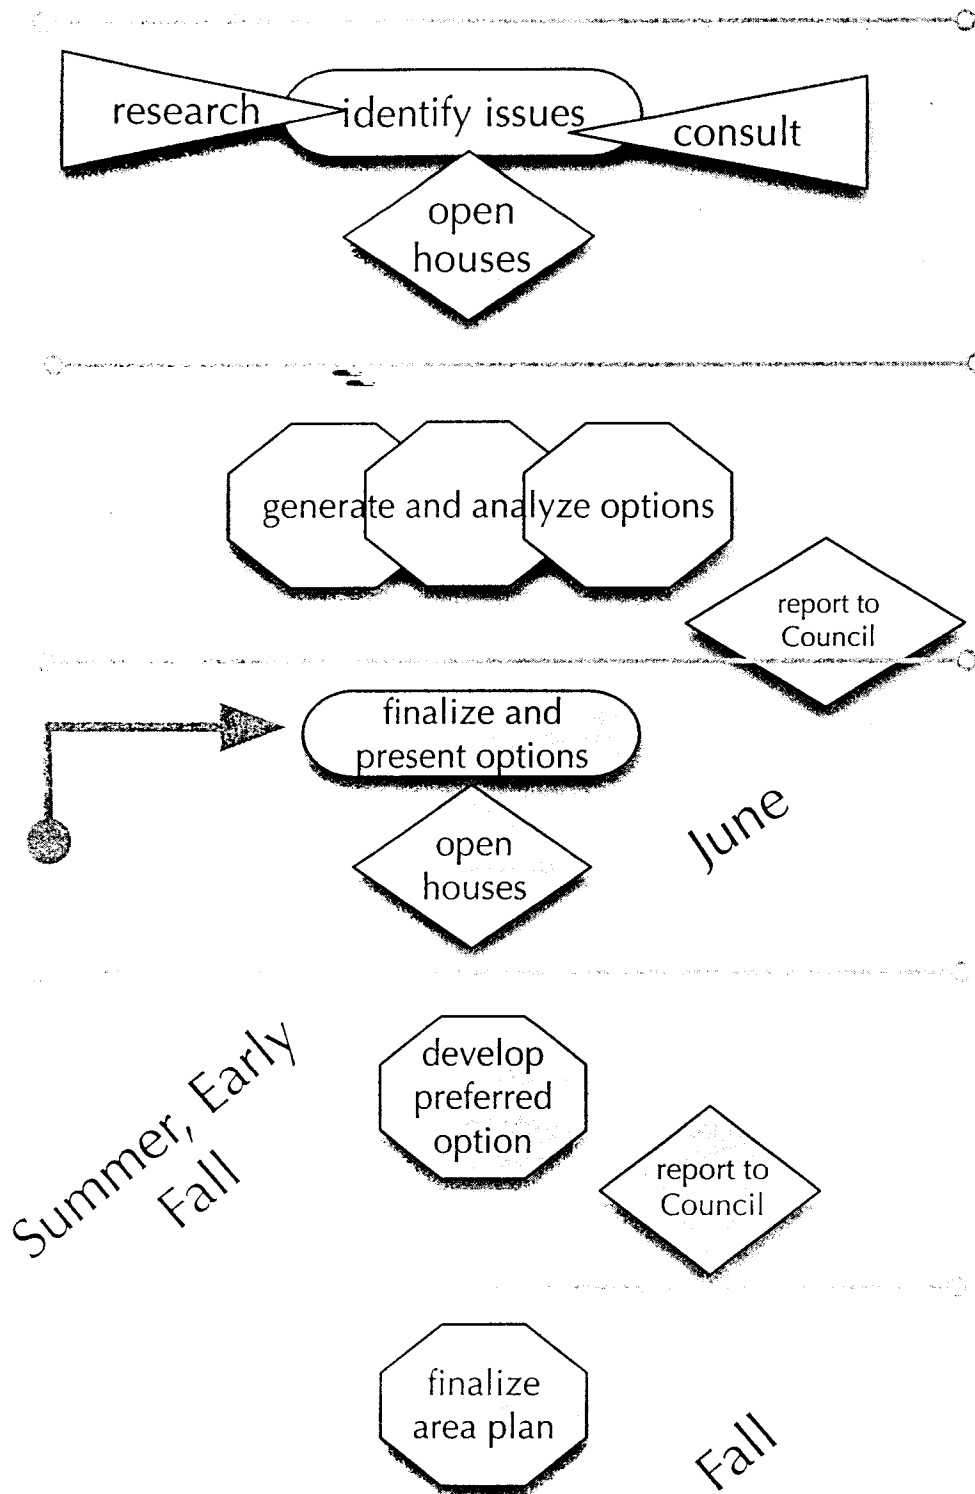 research
identify issues
consult
open
houses
generate and analyze options
report to
Council
finalize and
present options
open
houses
June
develop
preferred
option
Summer, Early
Fall
report to
Council
finalize
area plan
Fall